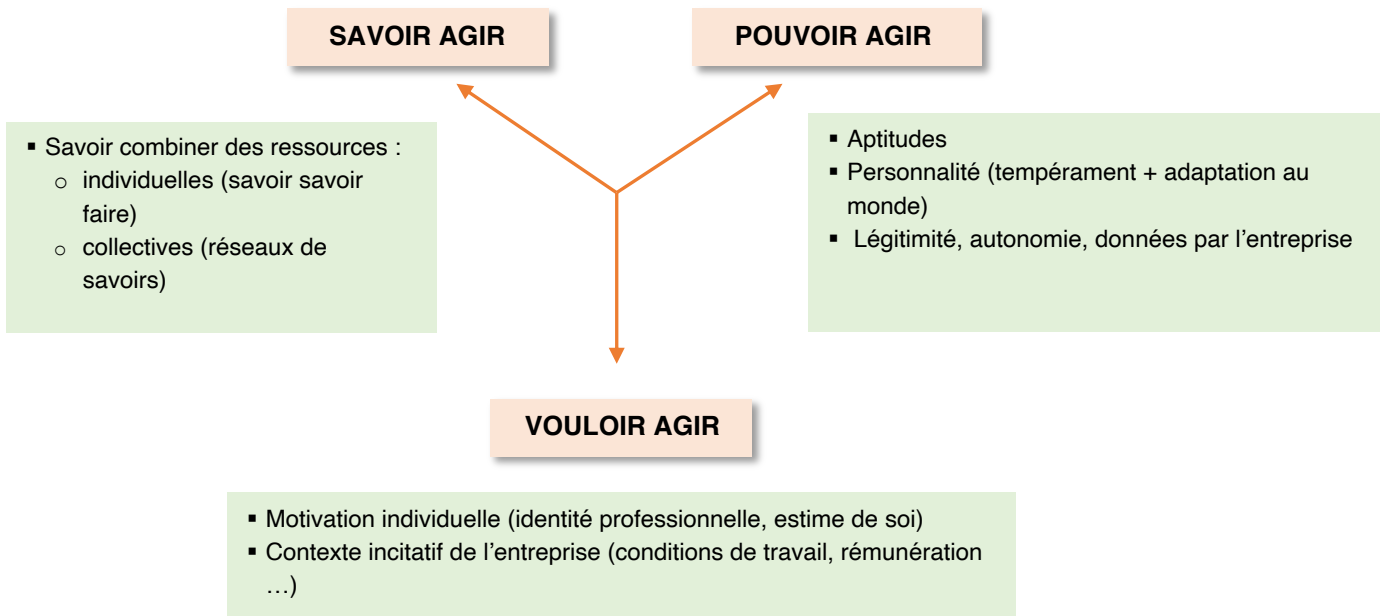 SAVOIR AGIR
POUVOIR AGIR
▪ Savoir combiner des ressources :
o individuelles (savoir savoir
faire)
o collectives (réseaux de
savoirs)
▪ Aptitudes
▪ Personnalité (tempérament + adaptation au
monde)
▪ Légitimité, autonomie, données par l’entreprise
VOULOIR AGIR
▪ Motivation individuelle (identité professionnelle, estime de soi)
▪ Contexte incitatif de l’entreprise (conditions de travail, rémunération
…)